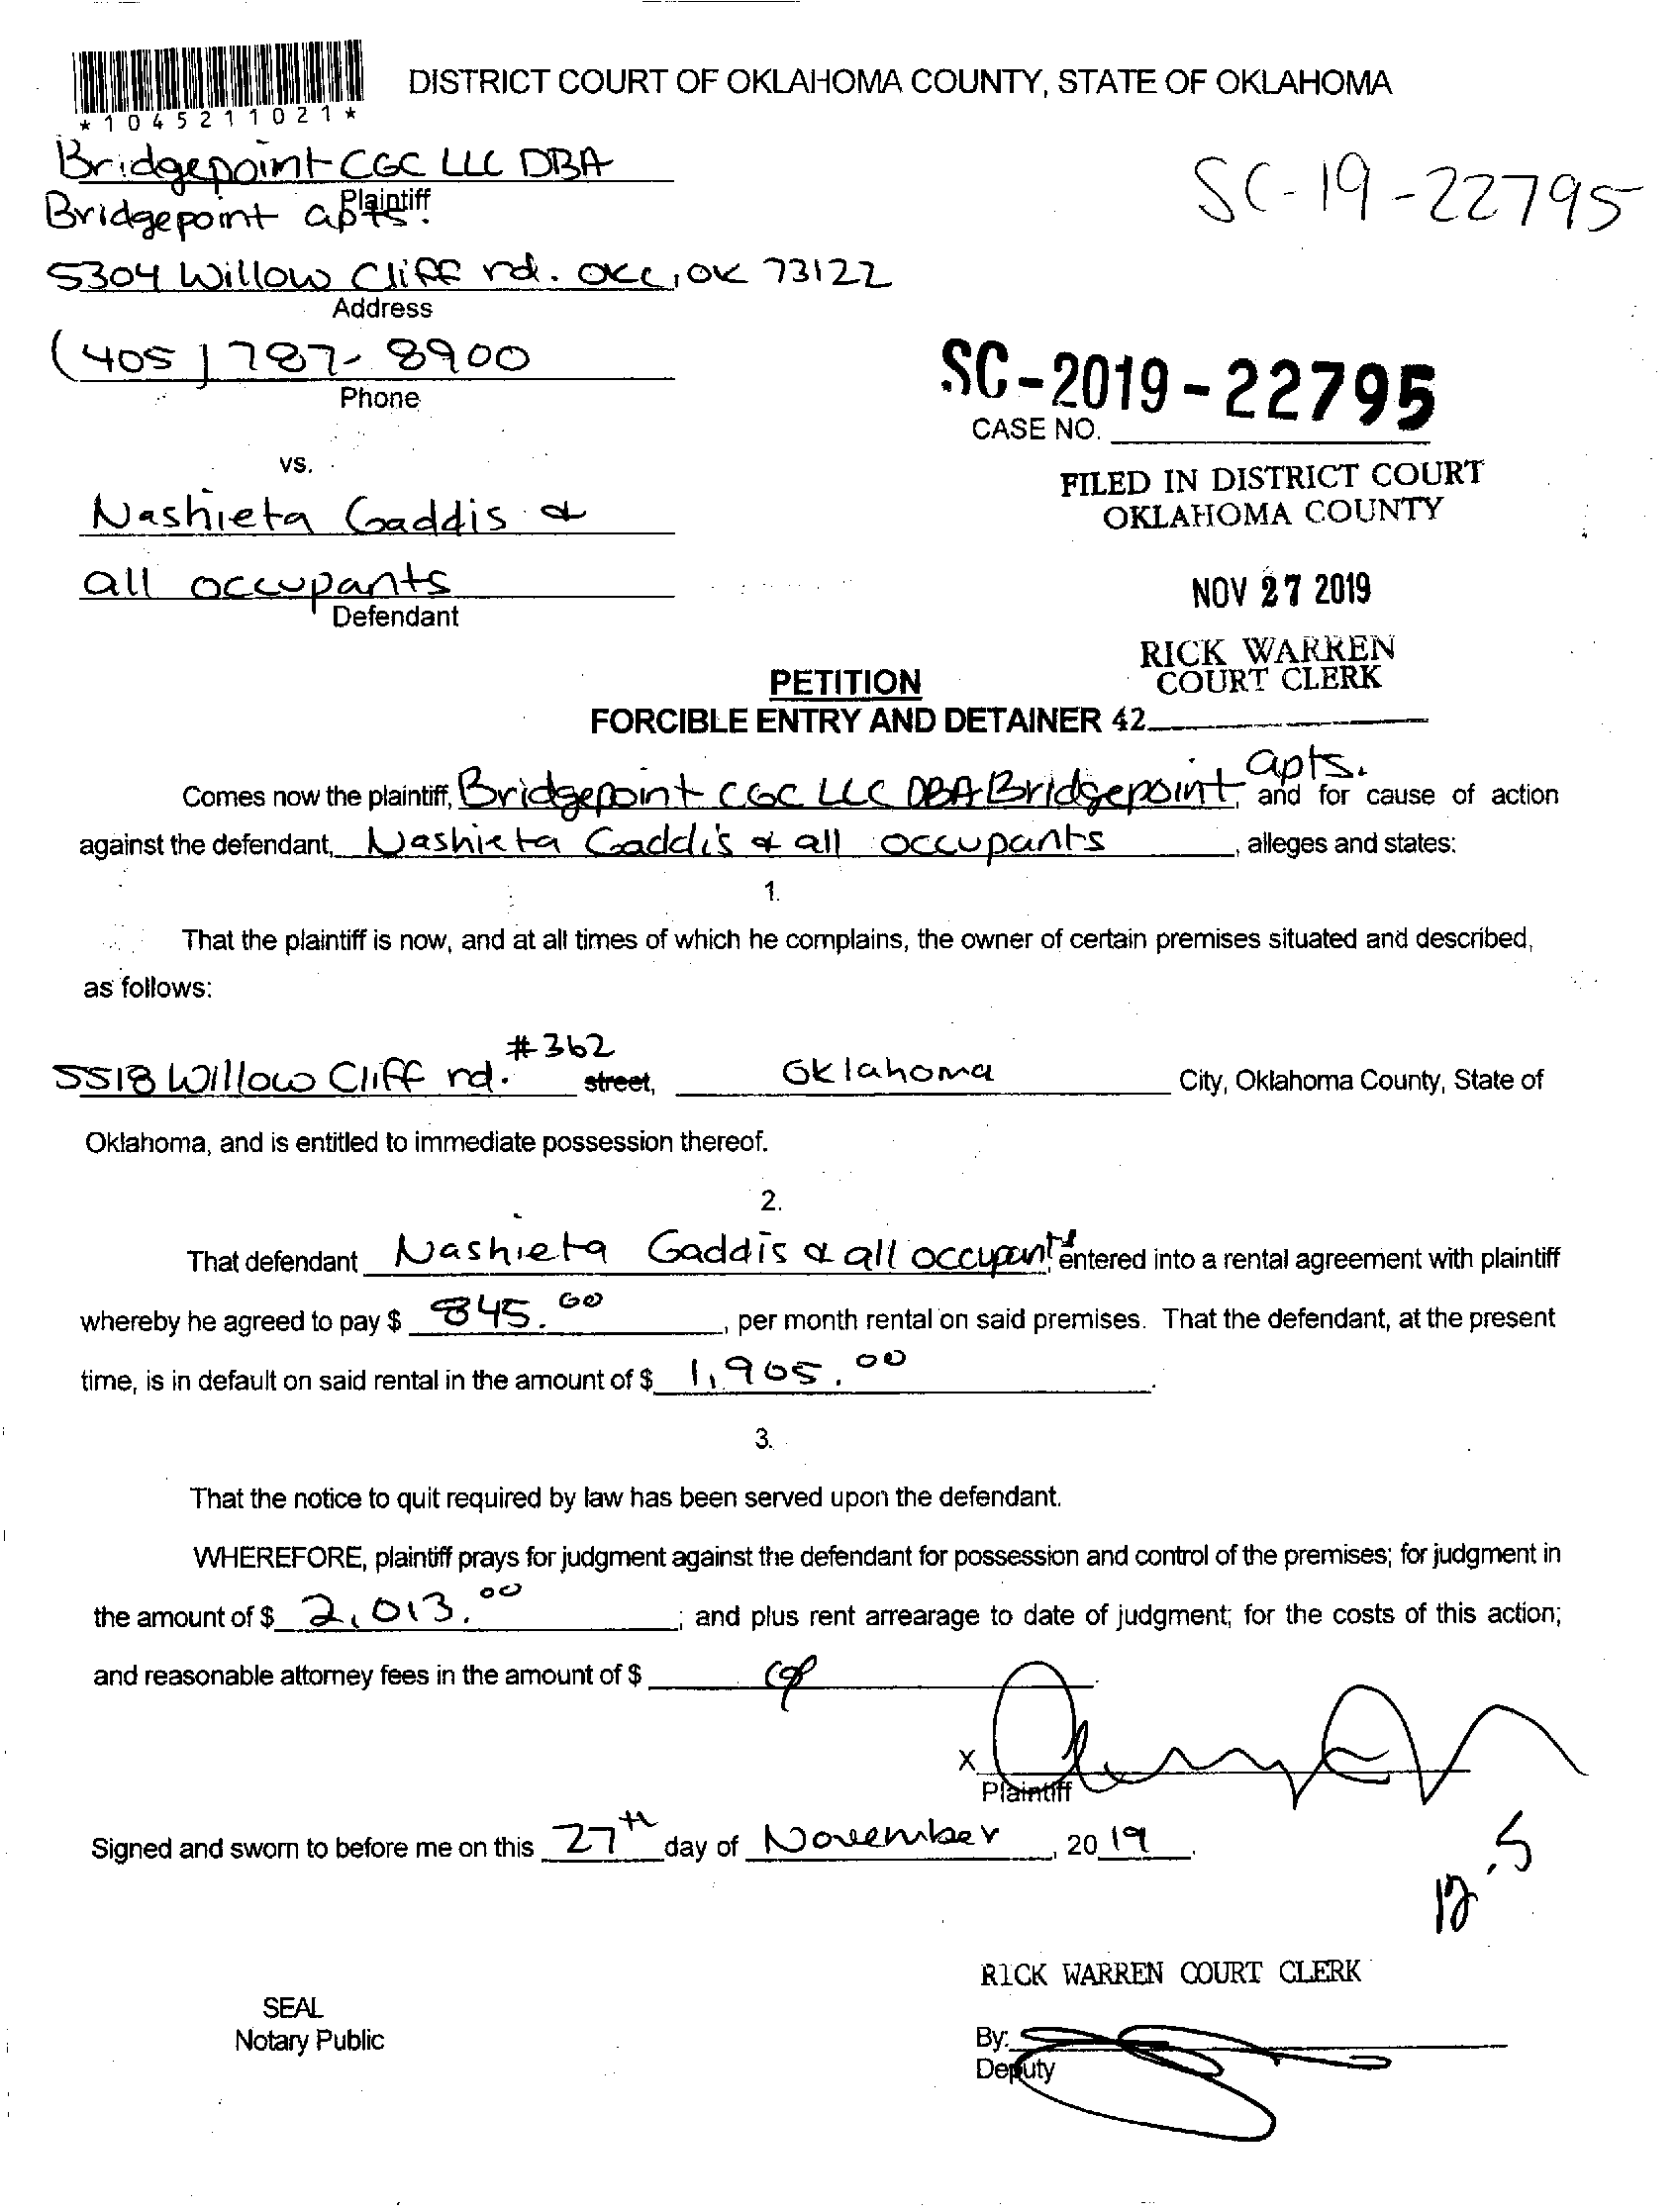 *1045211021*
DISTRICT COURT OF OKLAHOMA COUNTY, STATE OF OKLAHOMA
Bridgepoint CGC LLC DBA
Plaintiff
Bridgepoint apts.
SC-19-22795
5304 Willow Cliff rd. OKC, OK 73122
Address
(405) 787-8900
Phone
SC-2019-22795
CASE NO.
vs.
FILED IN DISTRICT COURT
OKLAHOMA COUNTY
Nashieta Gaddis &
all occupants
Defendant
NOV 27 2019
RICK WARREN
COURT CLERK
PETITION
FORCIBLE ENTRY AND DETAINER 42
Comes now the plaintiff, Bridgepoint CGC LLC DBA Bridgepoint apts., and for cause of action
against the defendant, Nashieta Gaddis & all occupants, alleges and states:
1.
That the plaintiff is now, and at all times of which he complains, the owner of certain premises situated and described,
as follows:
5518 Willow Cliff rd. #362 street, Oklahoma City, Oklahoma County, State of
Oklahoma, and is entitled to immediate possession thereof.
2.
That defendant Nashieta Gaddis & all occupants, entered into a rental agreement with plaintiff
whereby he agreed to pay $ 845.00, per month rental on said premises. That the defendant, at the present
time, is in default on said rental in the amount of $ 1,905.00.
3.
That the notice to quit required by law has been served upon the defendant.
WHEREFORE, plaintiff prays for judgment against the defendant for possession and control of the premises; for judgment in
the amount of $ 2,013.00; and plus rent arrearage to date of judgment; for the costs of this action;
and reasonable attorney fees in the amount of $
X
Plaintiff
Signed and sworn to before me on this 27th day of November, 2019.
RICK WARREN COURT CLERK
SEAL
Notary Public
By:
Deputy